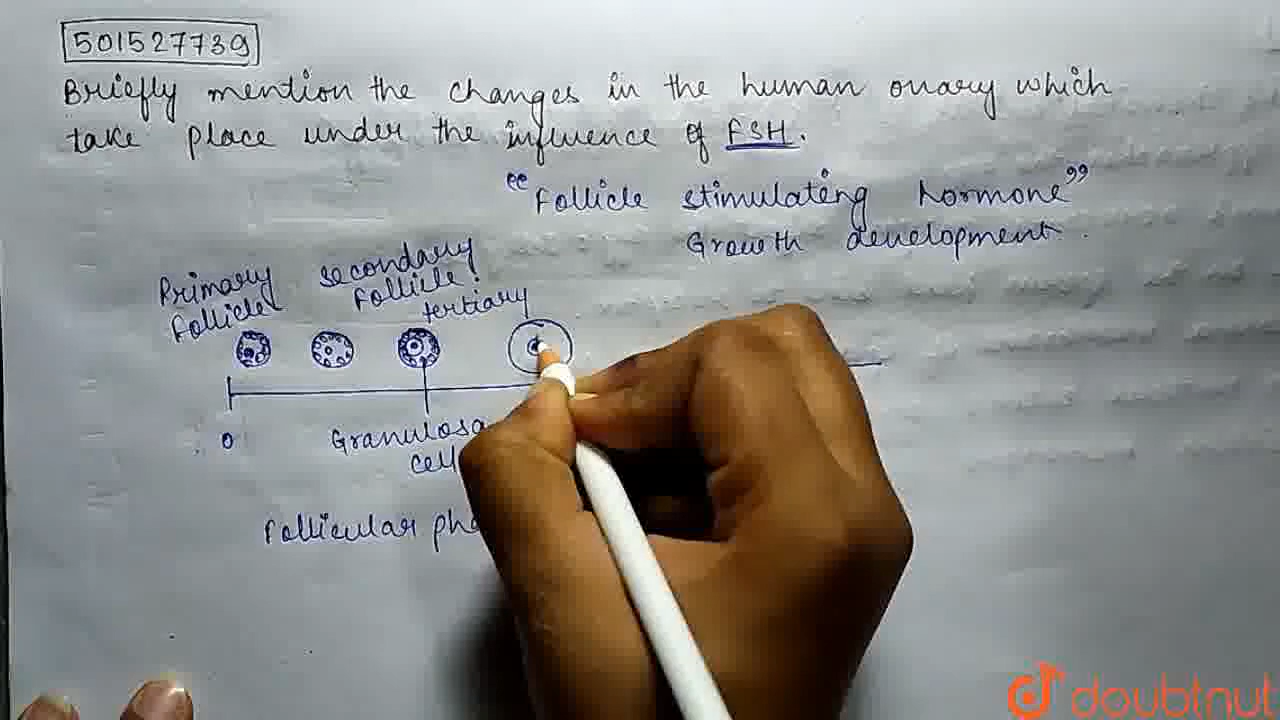 501527739
Briefly mention the changes in the human ovary which
take place under the influence of FSH.
"Follicle stimulating hormone"
Growth development.
Primary follicle
secondary follicle.
tertiary
0
Granulosa
cell
Follicular pha
doubtnut